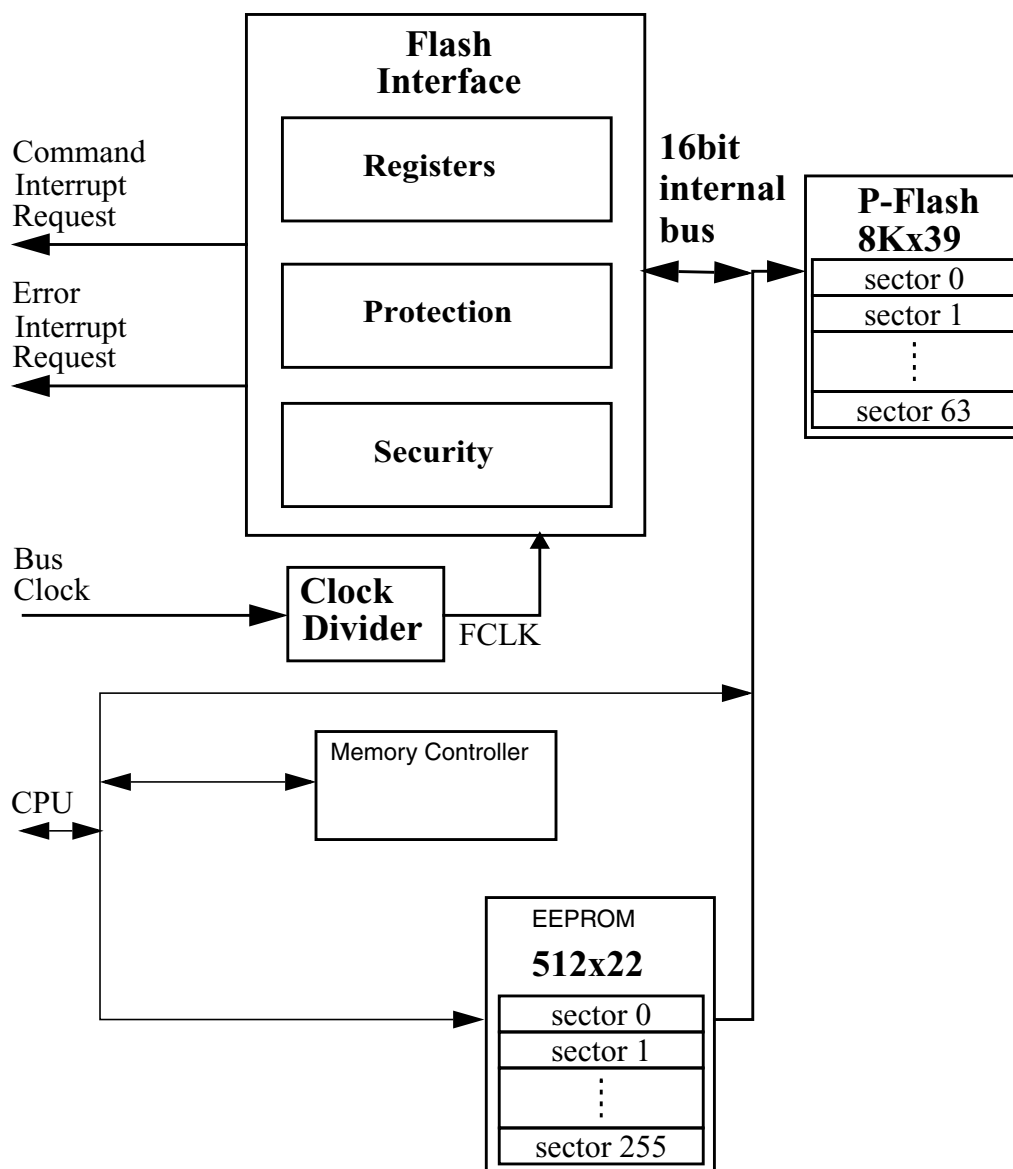 Flash
Interface
Registers
Protection
Security
Command
Interrupt
Request
Error
Interrupt
Request
16bit
internal
bus
P-Flash
8Kx39
sector 0
sector 1
sector 63
Bus
Clock
Clock
Divider
FCLK
Memory Controller
CPU
EEPROM
512x22
sector 0
sector 1
sector 255